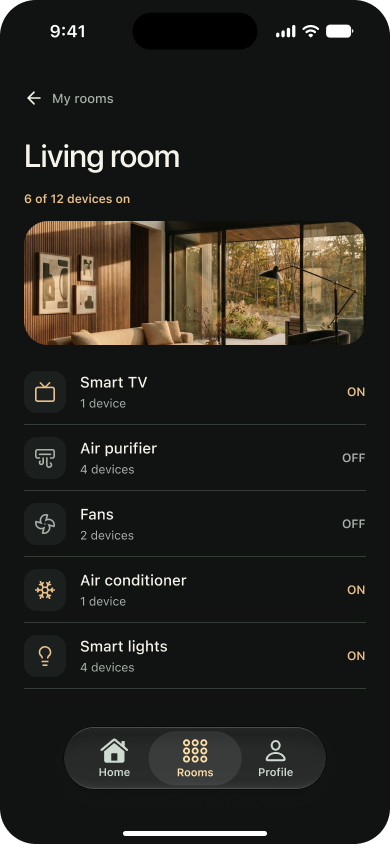 9:41
My rooms
Living room
6 of 12 devices on
Smart TV
1 device
ON
Air purifier
4 devices
OFF
Fans
2 devices
OFF
Air conditioner
1 device
ON
Smart lights
4 devices
ON
Home
Rooms
Profile